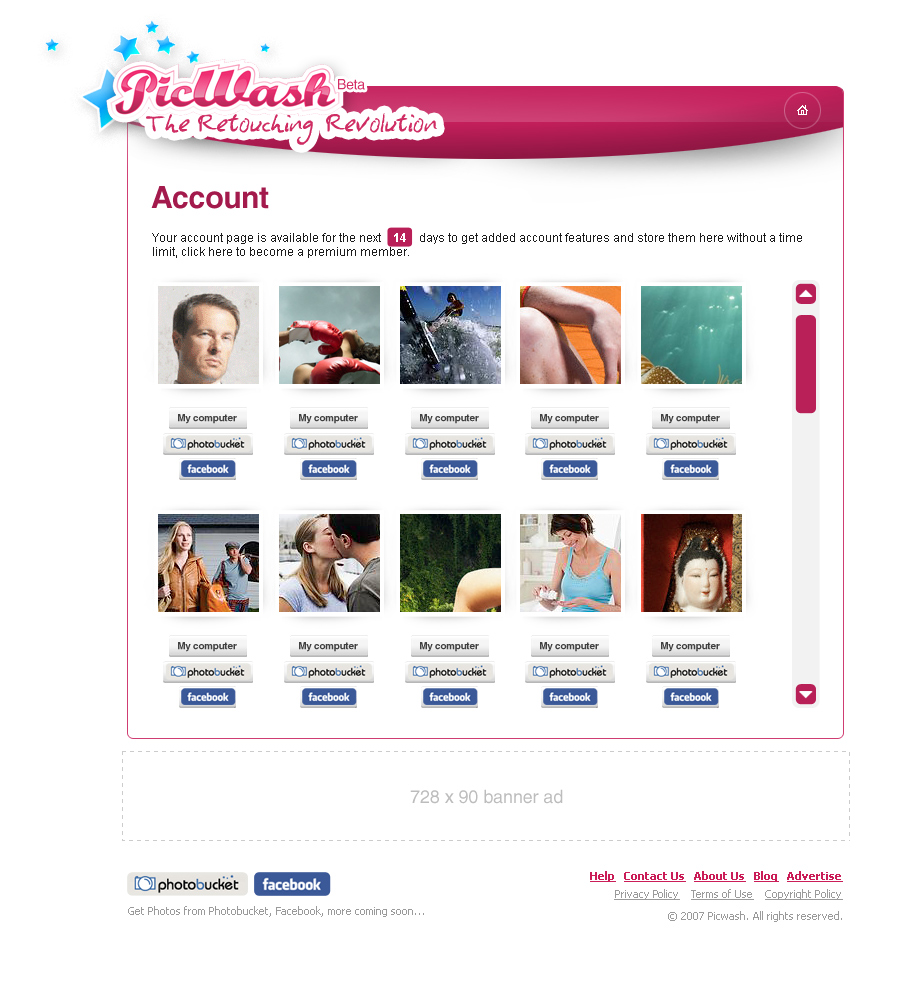 PicWash Beta
The Retouching Revolution
Account
Your account page is available for the next 14 days to get added account features and store them here without a time
limit, click here to become a premium member.
My computer My computer My computer My computer My computer
photobucket photobucket photobucket photobucket photobucket
facebook facebook facebook facebook facebook
My computer My computer My computer My computer My computer
photobucket photobucket photobucket photobucket photobucket
facebook facebook facebook facebook facebook
728 x 90 banner ad
photobucket facebook
Help Contact Us About Us Blog Advertise
Privacy Policy Terms of Use Copyright Policy
Get Photos from Photobucket, Facebook, more coming soon...
© 2007 Picwash. All rights reserved.